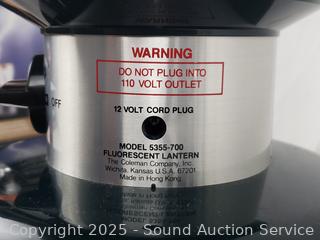 WARNING
DO NOT PLUG INTO
110 VOLT OUTLET
OFF
12 VOLT CORD PLUG
MODEL 5355-700
FLUORESCENT LANTERN
The Coleman Company, Inc.
Wichita, Kansas U.S.A. 67201
Made in Hong Kong
Copyright © 2025 - Sound Auction Service